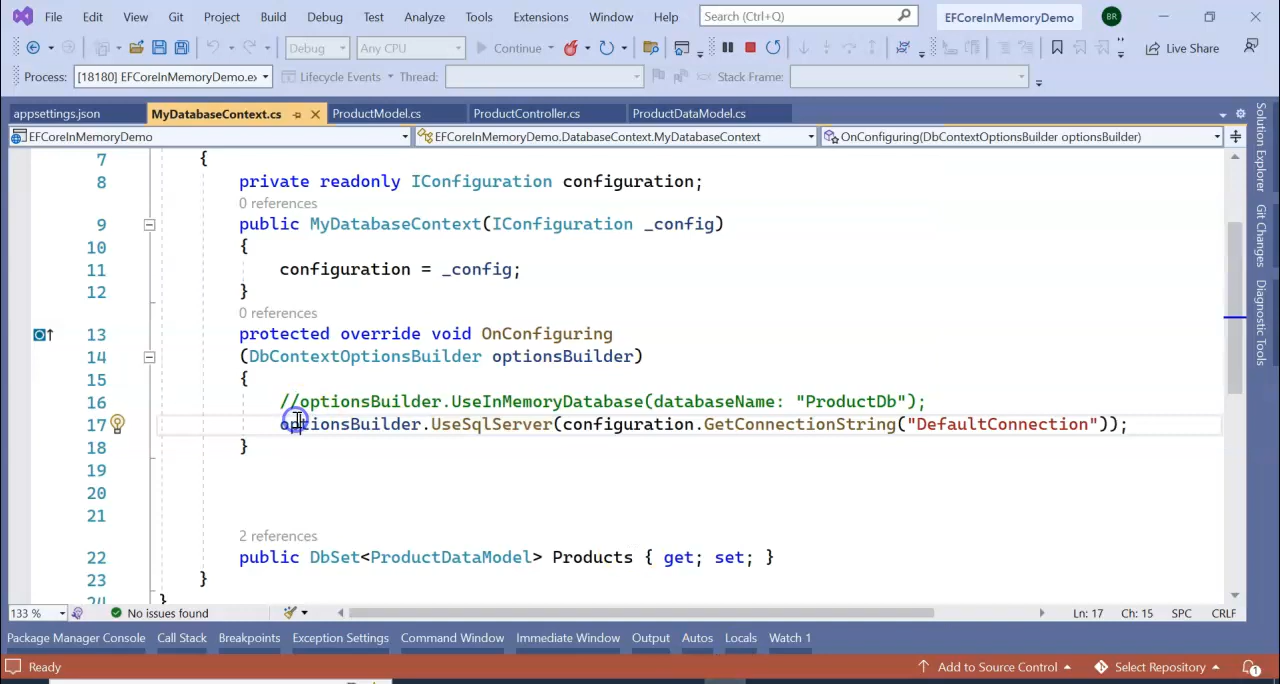 File Edit View Git Project Build Debug Test Analyze Tools Extensions Window Help Search (Ctrl+Q) EFCoreInMemoryDemo BR
Debug Any CPU Continue Live Share
Process: [18180] EFCoreInMemoryDemo.ex Lifecycle Events Thread: Stack Frame:
appsettings.json MyDatabaseContext.cs ProductModel.cs ProductController.cs ProductDataModel.cs
EFCoreInMemoryDemo EFCoreInMemoryDemo.DatabaseContext.MyDatabaseContext OnConfiguring(DbContextOptionsBuilder optionsBuilder)
7 {
8 private readonly IConfiguration configuration;
0 references
9 public MyDatabaseContext(IConfiguration _config)
10 {
11 configuration = _config;
12 }
0 references
13 protected override void OnConfiguring
14 (DbContextOptionsBuilder optionsBuilder)
15 {
16 //optionsBuilder.UseInMemoryDatabase(databaseName: "ProductDb");
17 optionsBuilder.UseSqlServer(configuration.GetConnectionString("DefaultConnection"));
18 }
19
20
21
2 references
22 public DbSet<ProductDataModel> Products { get; set; }
23 }
24 }
133 % No issues found Ln: 17 Ch: 15 SPC CRLF
Package Manager Console Call Stack Breakpoints Exception Settings Command Window Immediate Window Output Autos Locals Watch 1
Ready Add to Source Control Select Repository 1
Solution Explorer
Git Changes
Diagnostic Tools